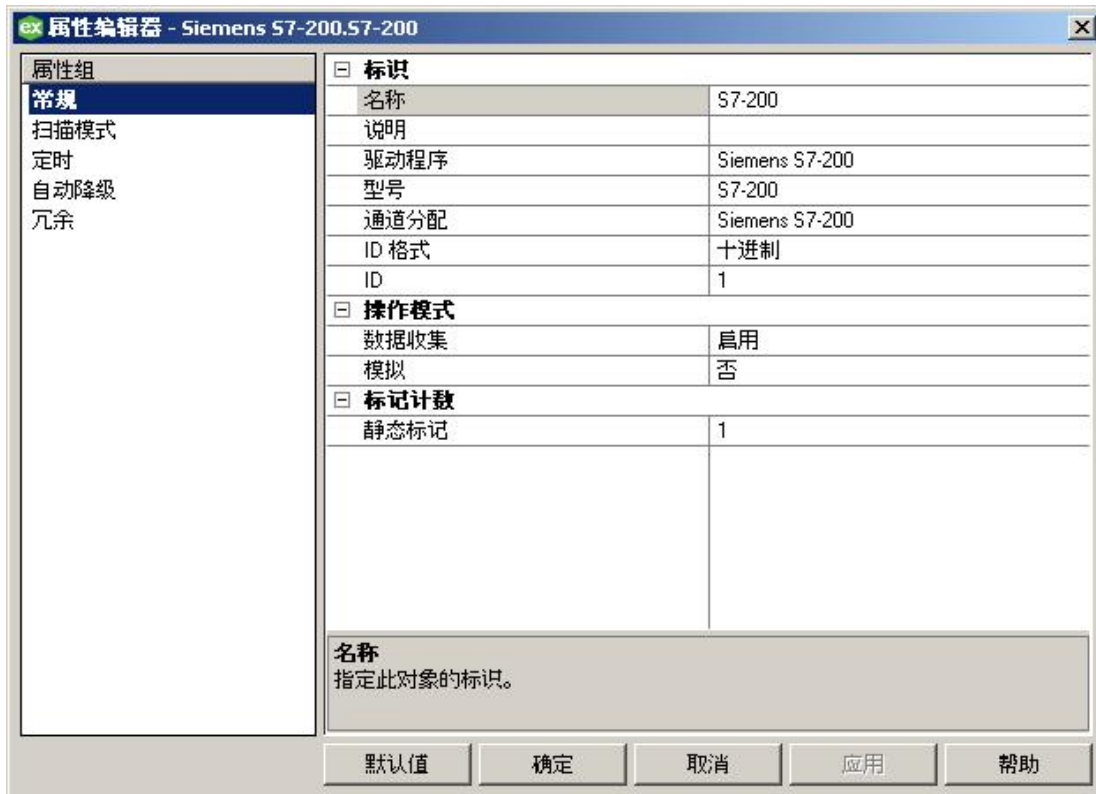 ex 属性编辑器 - Siemens S7-200.S7-200
属性组
常规
扫描模式
定时
自动降级
冗余
标识
名称 S7-200
说明
驱动程序 Siemens S7-200
型号 S7-200
通道分配 Siemens S7-200
ID 格式 十进制
ID 1
操作模式
数据收集 启用
模拟 否
标记计数
静态标记 1
名称
指定此对象的标识。
默认值 确定 取消 应用 帮助